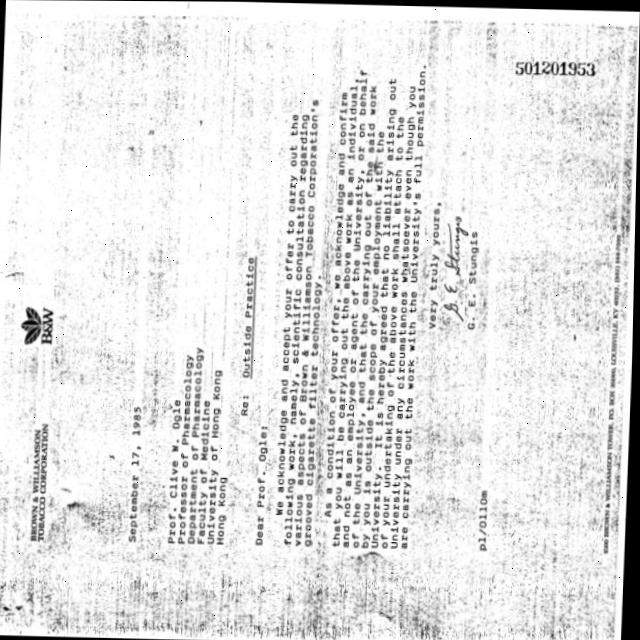 501201953
BROWN & WILLIAMSON
TOBACCO CORPORATION
B&W
September 17, 1985
Prof. Clive W. Ogle
Professor of Pharmacology
Department of Pharmacology
Faculty of Medicine
University of Hong Kong
Hong Kong
Re: Outside Practice
Dear Prof. Ogle:
We acknowledge and accept your offer to carry out the
following work, namely, scientific consultation regarding
various aspects of Brown & Williamson Tobacco Corporation's
grooved cigarette filter technology.
As a condition of your offer, we acknowledge and confirm
that you will be carrying out the above work as an individual
and not as an employee or agent of the University, or on behalf
of the University, and that the carrying out of the said work
by you is outside the scope of your employment with the
University. It is hereby agreed that no liability arising out
of your undertaking of the above work shall attach to the
University under any circumstances whatsoever even though you
are carrying out the work with the University's full permission.
Very truly yours,
G. E. Stungis
G. E. Stungis
pl/0110m
BROWN & WILLIAMSON TOWER, P.O. BOX LOUISVILLE, KY